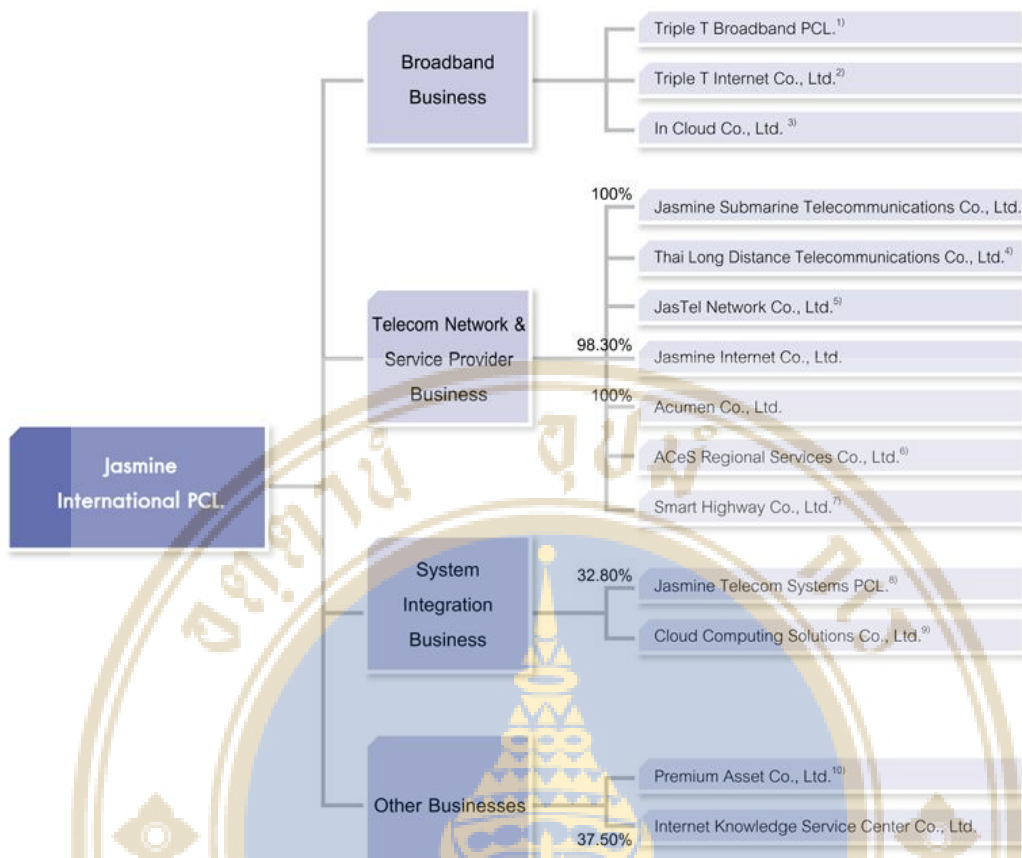 Jasmine
International PCL.
Broadband
Business
Triple T Broadband PCL.1)
Triple T Internet Co., Ltd.2)
In Cloud Co., Ltd. 3)
Telecom Network &
Service Provider
Business
100%
Jasmine Submarine Telecommunications Co., Ltd.
Thai Long Distance Telecommunications Co., Ltd.4)
JasTel Network Co., Ltd.5)
98.30%
Jasmine Internet Co., Ltd.
100%
Acumen Co., Ltd.
ACeS Regional Services Co., Ltd.6)
Smart Highway Co., Ltd.7)
System
Integration
Business
32.80%
Jasmine Telecom Systems PCL.8)
Cloud Computing Solutions Co., Ltd.9)
Other Businesses
Premium Asset Co., Ltd.10)
37.50%
Internet Knowledge Service Center Co., Ltd.